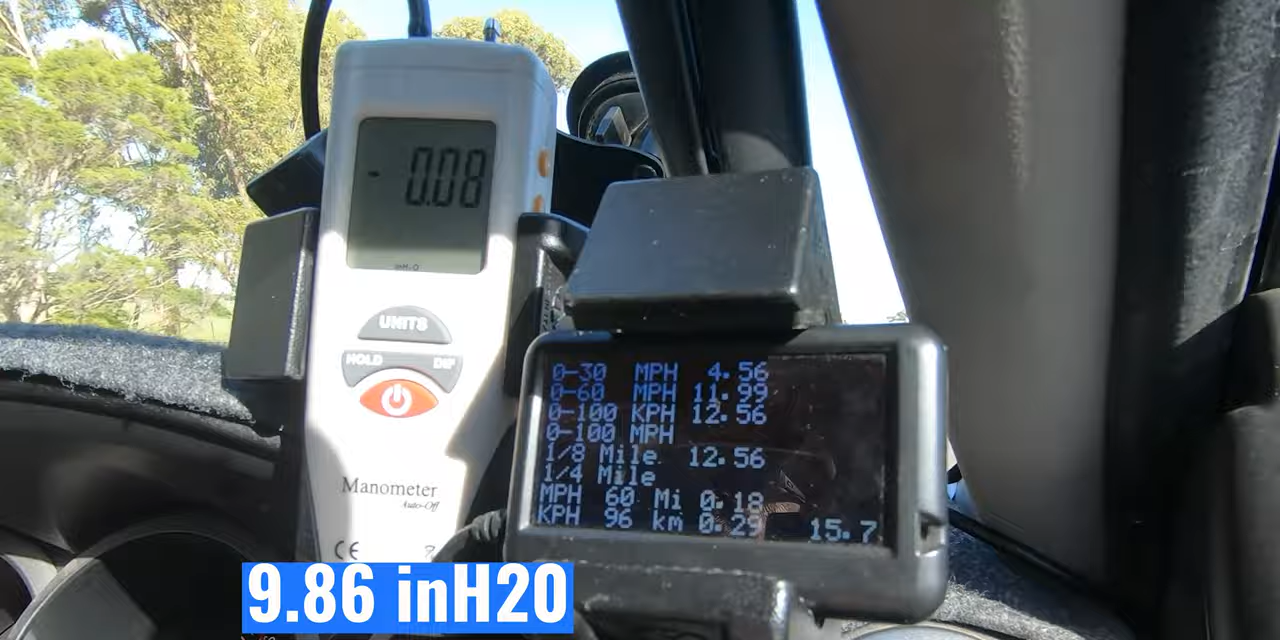 - 0.08
inH2O
UNITS
HOLD DIF
Manometer
Auto-Off
CE
0-30 MPH 4.56
0-60 MPH 11.99
0-100 KPH 12.56
0-100 MPH
1/8 Mile 12.56
1/4 Mile
MPH 60 Mi 0.18
KPH 96 km 0.29 15.7
9.86 inH20